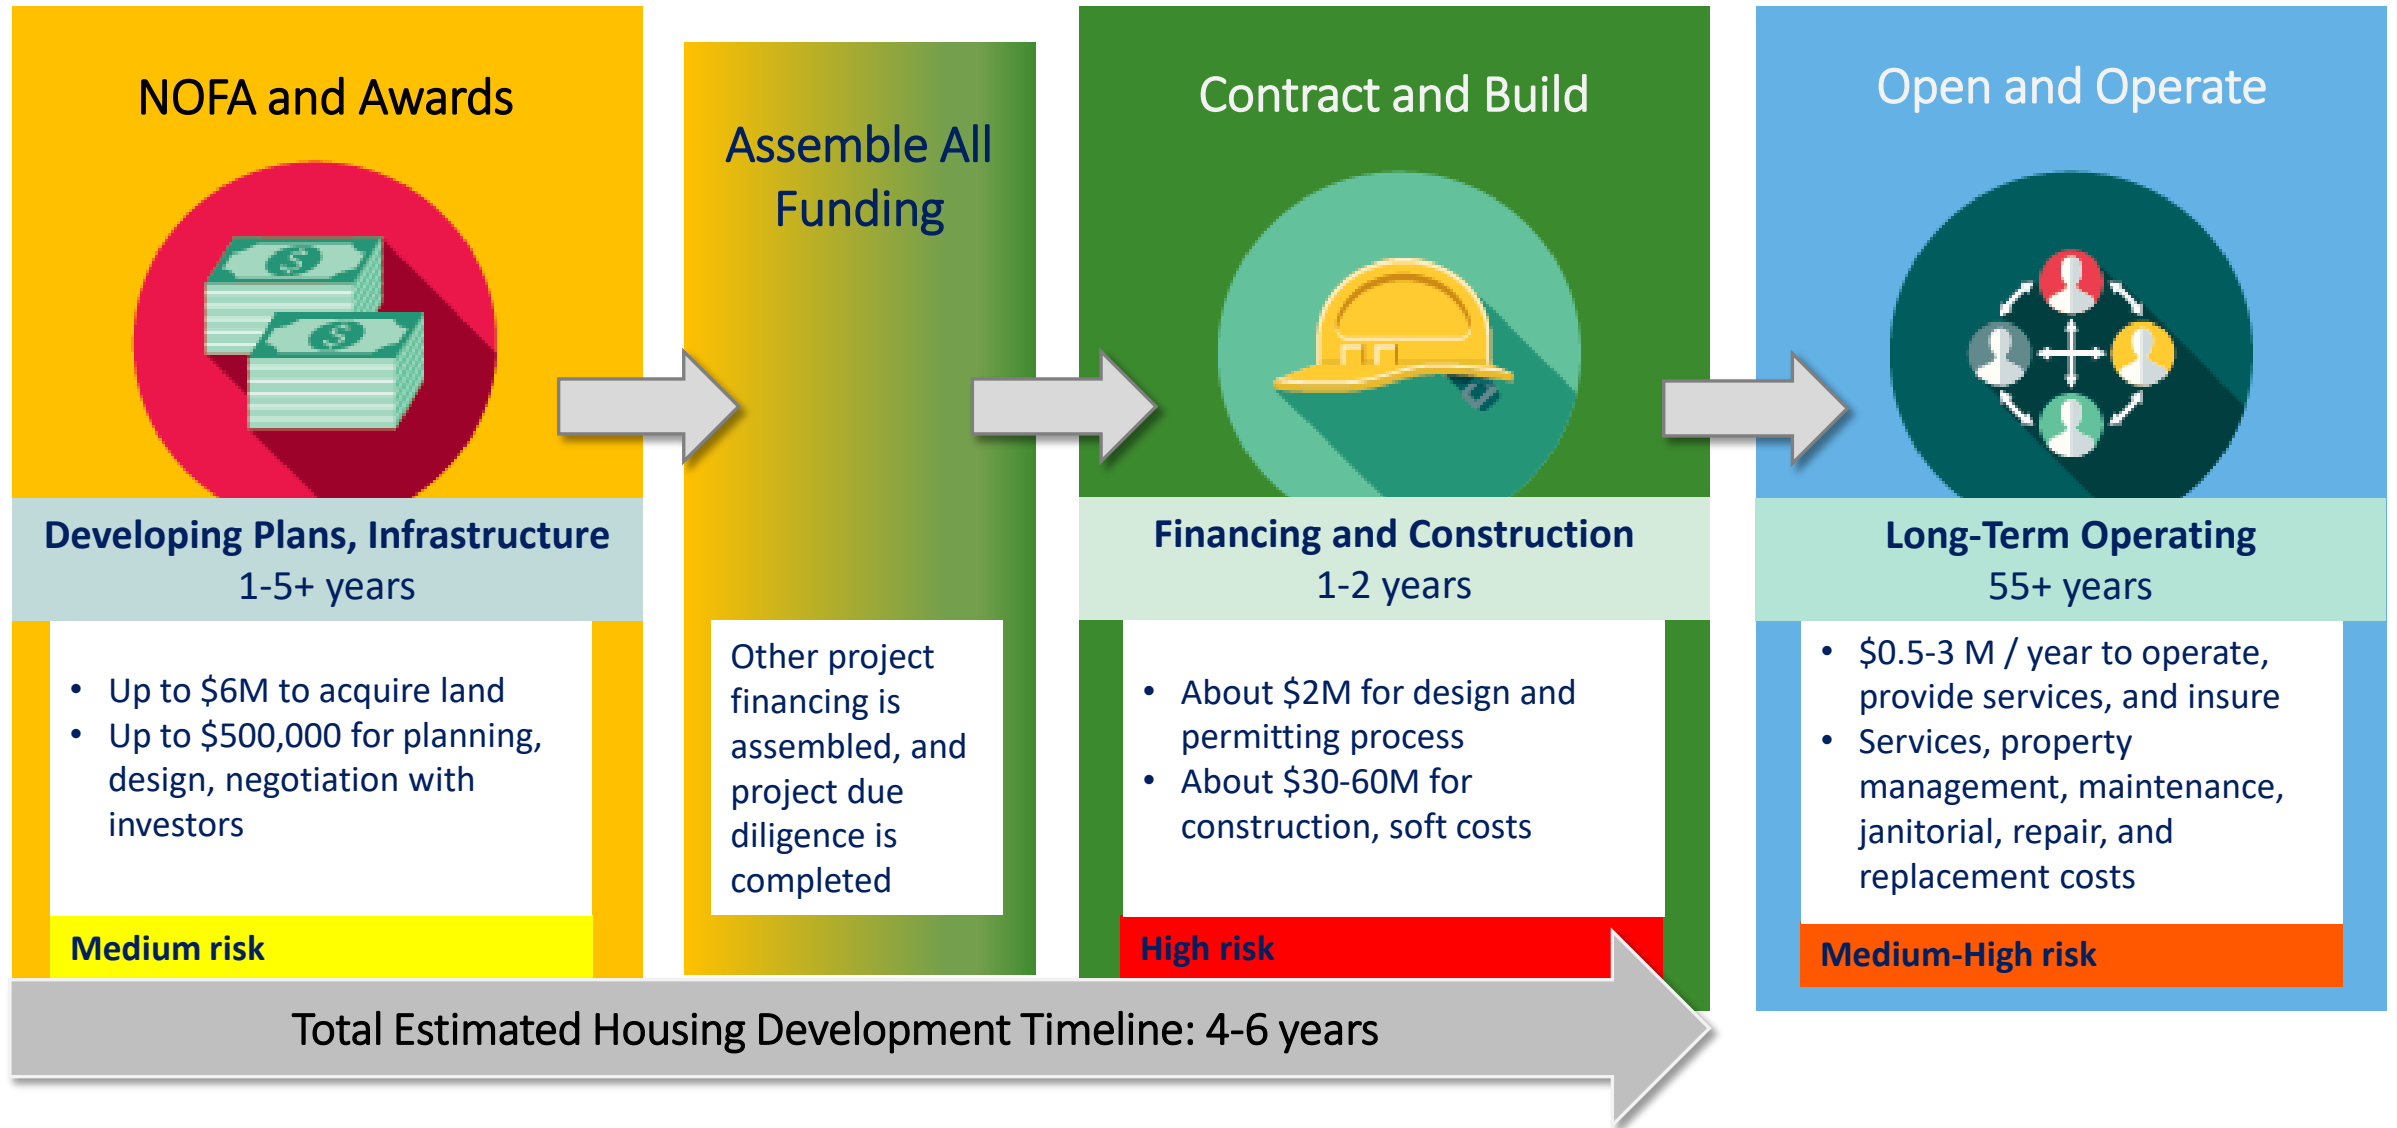 NOFA and Awards
Developing Plans, Infrastructure
1-5+ years
• Up to $6M to acquire land
• Up to $500,000 for planning,
design, negotiation with
investors
Medium risk
Assemble All
Funding
Other project
financing is
assembled, and
project due
diligence is
completed
Contract and Build
Financing and Construction
1-2 years
• About $2M for design and
permitting process
• About $30-60M for
construction, soft costs
High risk
Open and Operate
Long-Term Operating
55+ years
• $0.5-3 M / year to operate,
provide services, and insure
• Services, property
management, maintenance,
janitorial, repair, and
replacement costs
Medium-High risk
Total Estimated Housing Development Timeline: 4-6 years